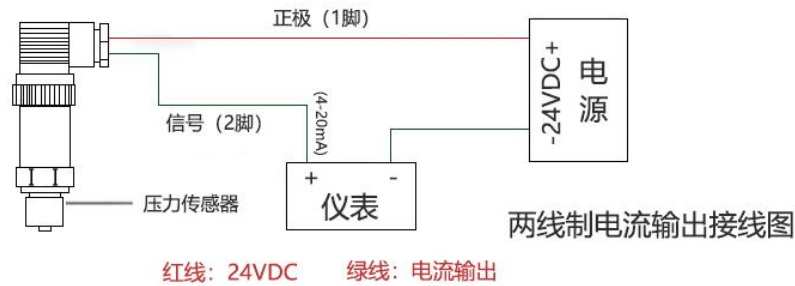 正极（1脚）
-24VDC+
电源
信号（2脚）
(4-20mA)
+ -
仪表
压力传感器
两线制电流输出接线图
红线：24VDC 绿线：电流输出